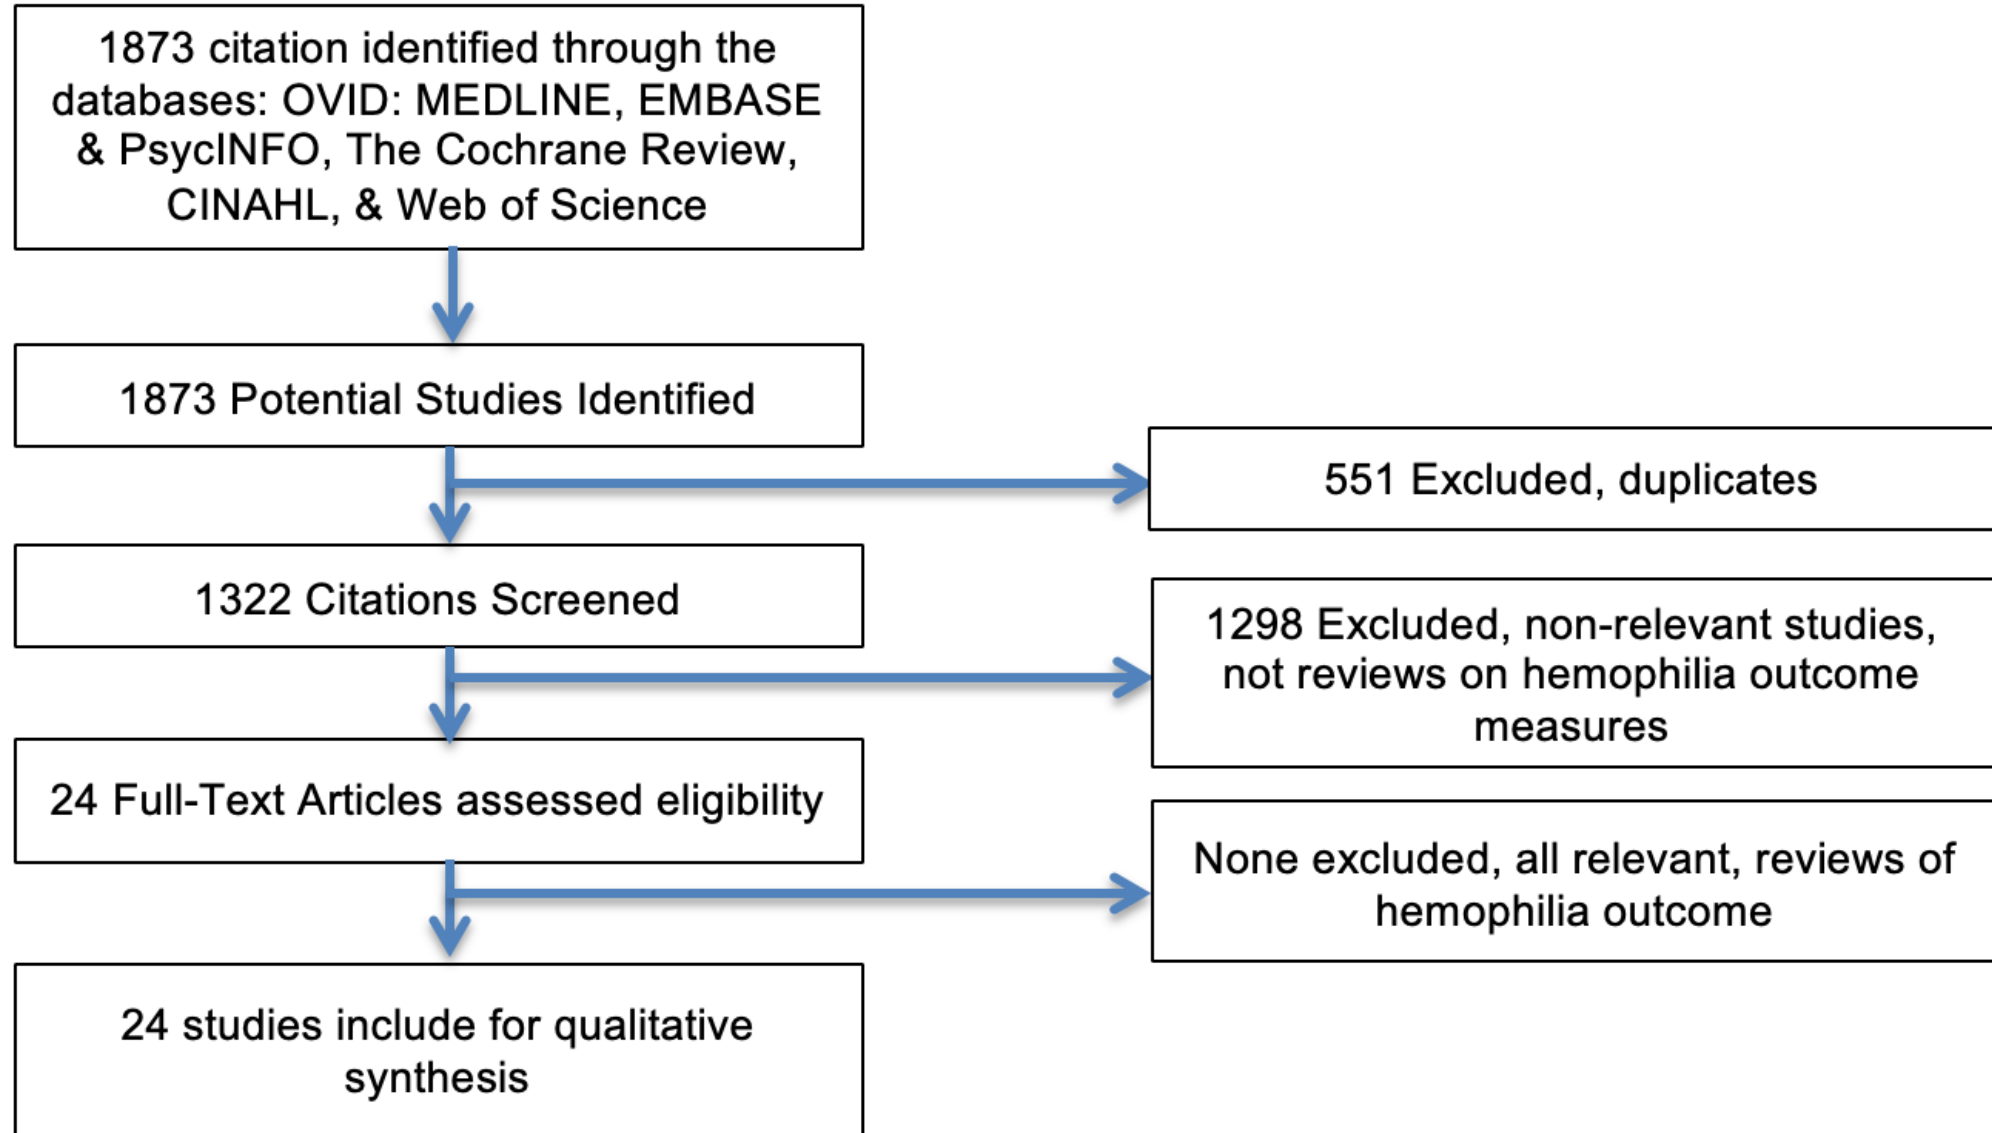 1873 citation identified through the
databases: OVID: MEDLINE, EMBASE
& PsycINFO, The Cochrane Review,
CINAHL, & Web of Science
1873 Potential Studies Identified
551 Excluded, duplicates
1322 Citations Screened
1298 Excluded, non-relevant studies,
not reviews on hemophilia outcome
measures
24 Full-Text Articles assessed eligibility
None excluded, all relevant, reviews of
hemophilia outcome
24 studies include for qualitative
synthesis